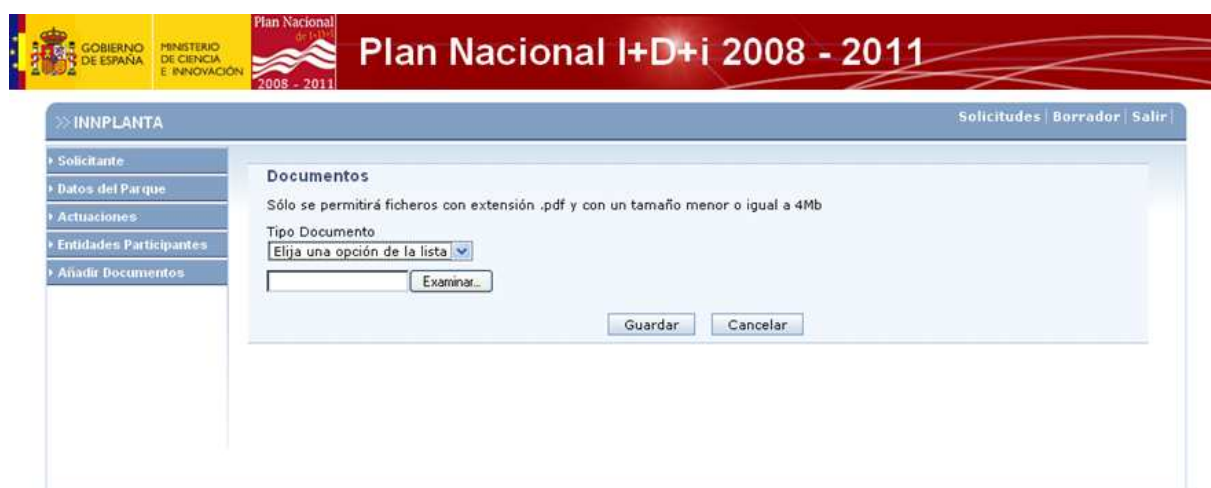 GOBIERNO
DE ESPAÑA
MINISTERIO
DE CIENCIA
E INNOVACIÓN
Plan Nacional
de I+D+i
2008 - 2011
Plan Nacional I+D+i 2008 - 2011
INNPLANTA
Solicitudes | Borrador | Salir |
Solicitante
Datos del Parque
Actuaciones
Entidades Participantes
Añadir Documentos
Documentos
Sólo se permitirá ficheros con extensión .pdf y con un tamaño menor o igual a 4Mb
Tipo Documento
Elija una opción de la lista
Examinar...
Guardar Cancelar